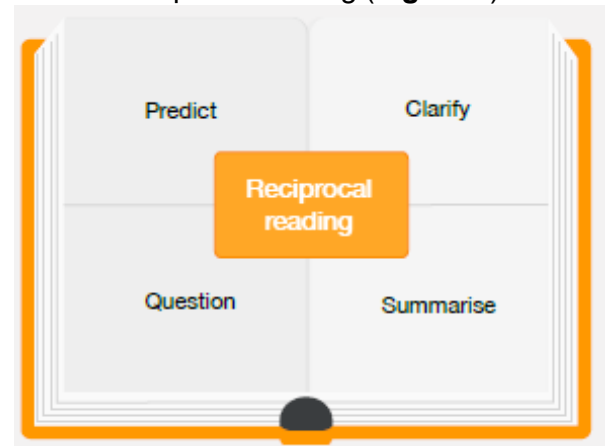 Predict
Clarify
Reciprocal
reading
Question
Summarise